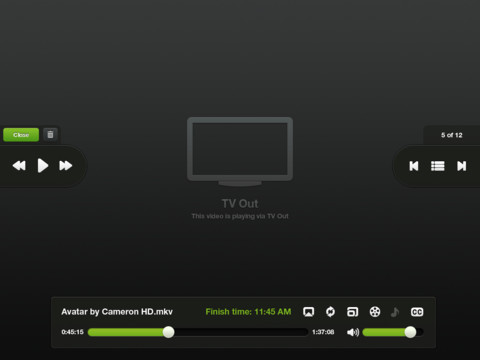 Close
5 of 12
TV Out
This video is playing via TV Out
Avatar by Cameron HD.mkv
Finish time: 11:45 AM
CC
0:45:15
1:37:08